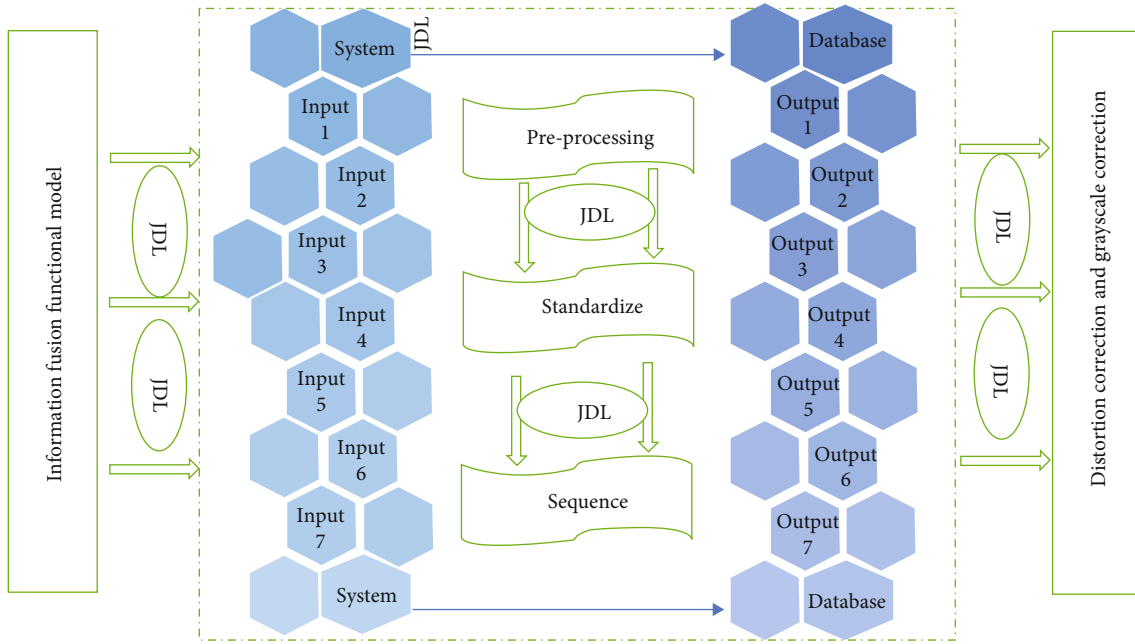 Information fusion functional model
JDL
JDL
System
JDL
Input
1
Input
2
Input
3
Input
4
Input
5
Input
6
Input
7
System
Pre-processing
JDL
Standardize
JDL
Sequence
Database
Output
1
Output
2
Output
3
Output
4
Output
5
Output
6
Output
7
Database
JDL
JDL
Distortion correction and grayscale correction